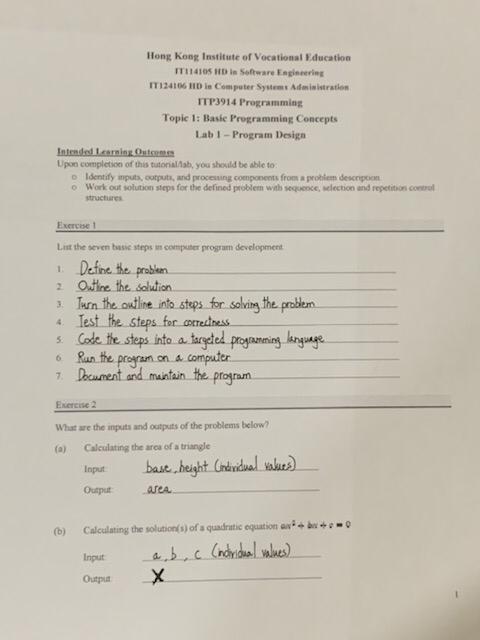 Hong Kong Institute of Vocational Education
IT114105 HD in Software Engineering
IT124106 HD in Computer Systems Administration
ITP3914 Programming
Topic 1: Basic Programming Concepts
Lab 1 – Program Design
Intended Learning Outcomes
Upon completion of this tutorial/lab, you should be able to:
o Identify inputs, outputs, and processing components from a problem description.
o Work out solution steps for the defined problem with sequence, selection and repetition control
structures.
Exercise 1
List the seven basic steps in computer program development.
1. Define the problem
2. Outline the solution
3. Turn the outline into steps for solving the problem
4. Test the steps for correctness
5. Code the steps into a targeted programming language
6. Run the program on a computer
7. Document and maintain the program
Exercise 2
What are the inputs and outputs of the problems below?
(a) Calculating the area of a triangle
Input: base, height (individual values)
Output: area
(b) Calculating the solution(s) of a quadratic equation ax² + bx + c = 0
Input: a, b, c (individual values)
Output: X
1